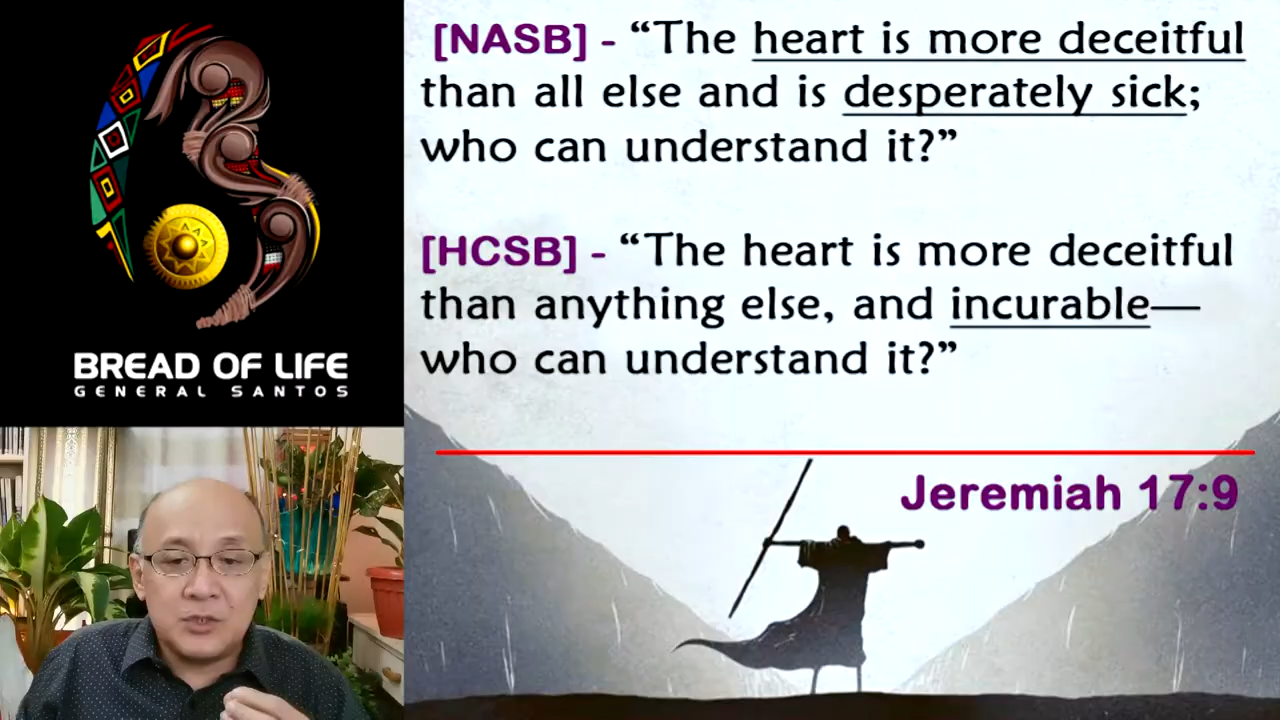 BREAD OF LIFE
GENERAL SANTOS
[NASB] - “The heart is more deceitful
than all else and is desperately sick;
who can understand it?”
[HCSB] - “The heart is more deceitful
than anything else, and incurable—
who can understand it?”
Jeremiah 17:9